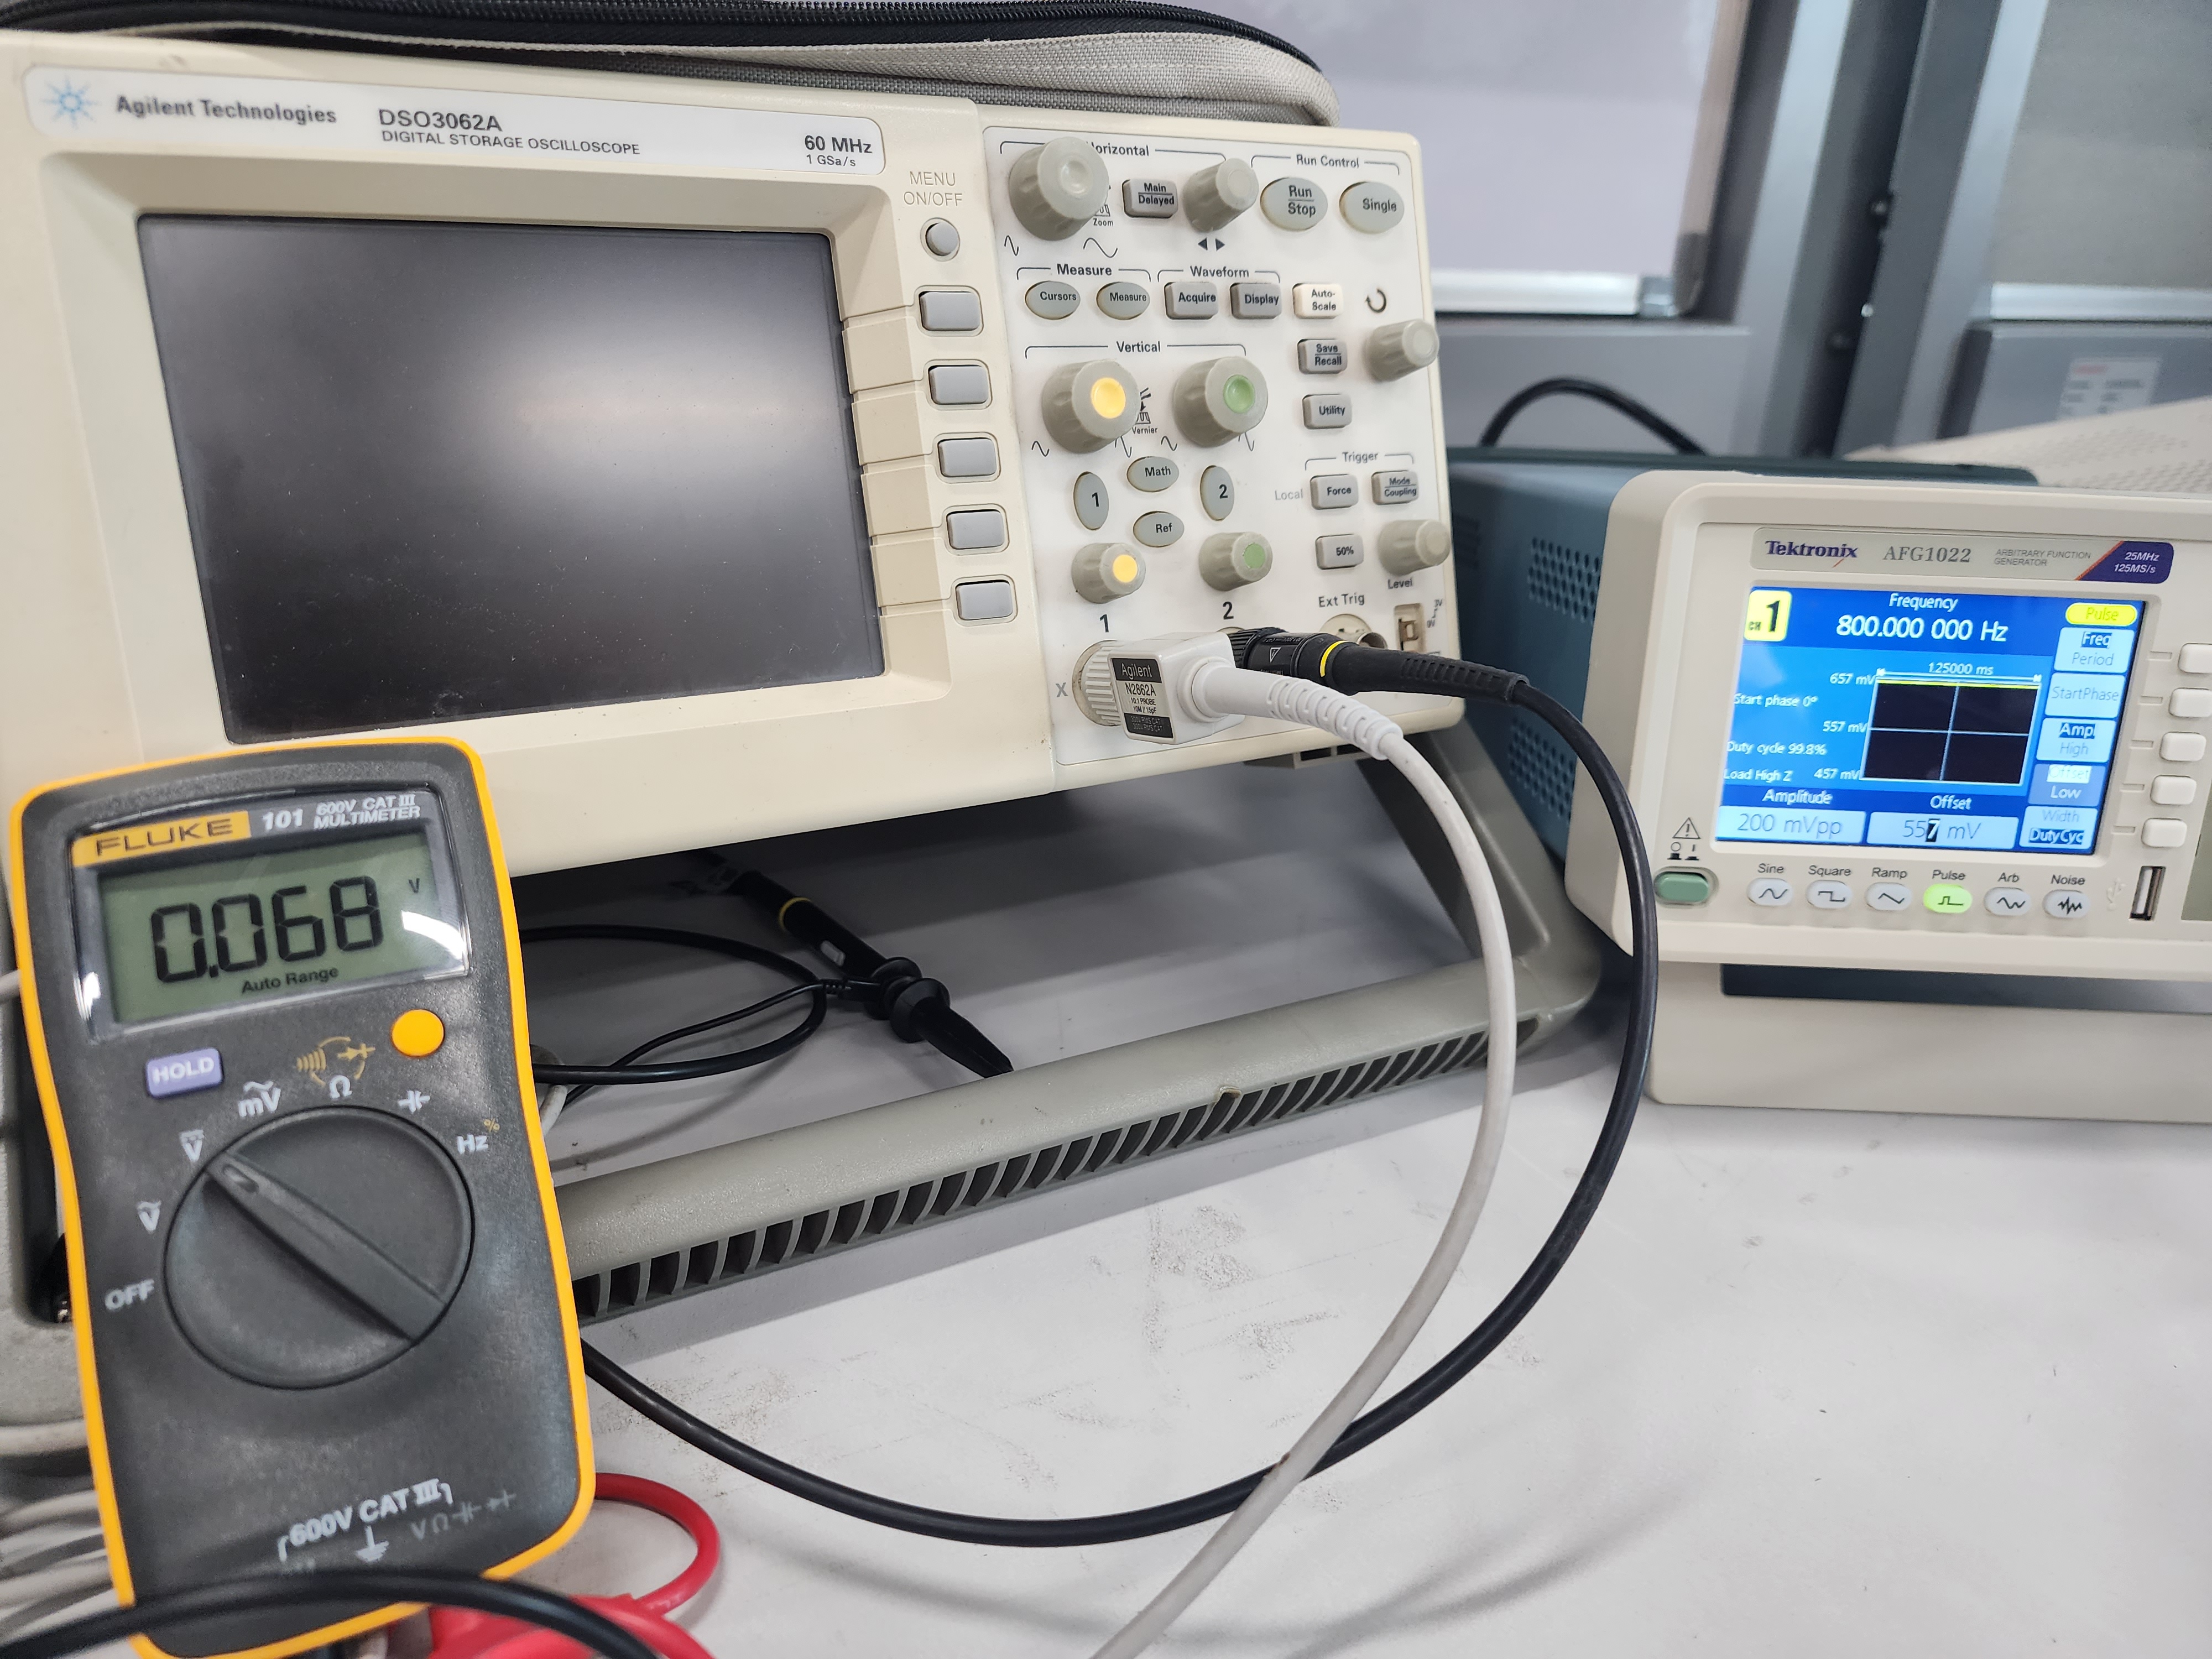 Agilent Technologies
DSO3062A
DIGITAL STORAGE OSCILLOSCOPE
60 MHz
1 GSa/s
MENU
ON/OFF
Horizontal
Main
Delayed
Zoom
Run Control
Run
Stop
Single
Measure
Cursors
Measure
Waveform
Acquire
Display
Auto-
Scale
Save
Recall
Utility
Vertical
Vernier
1
Math
2
Ref
Trigger
Local
Force
Mode
Coupling
50%
Level
1
2
Ext Trig
X
Agilent
N2862A
10:1 PROBE
Tektronix
AFG1022
ARBITRARY FUNCTION
GENERATOR
25MHz
125MS/s
CH 1
Frequency
800.000 000 Hz
Pulse
Freq
Period
StartPhase
Amp
High
Offset
Low
Width
DutyCyc
1.25000 ms
657 mV
Start phase 0°
557 mV
Duty cycle 99.8%
Load High Z
457 mV
Amplitude
Offset
200 mVpp
557 mV
Sine
Square
Ramp
Pulse
Arb
Noise
FLUKE
101
600V CAT III
MULTIMETER
0.068
V
Auto Range
HOLD
mV
Ω
Hz
%
V
V
OFF
600V CAT III
V Ω